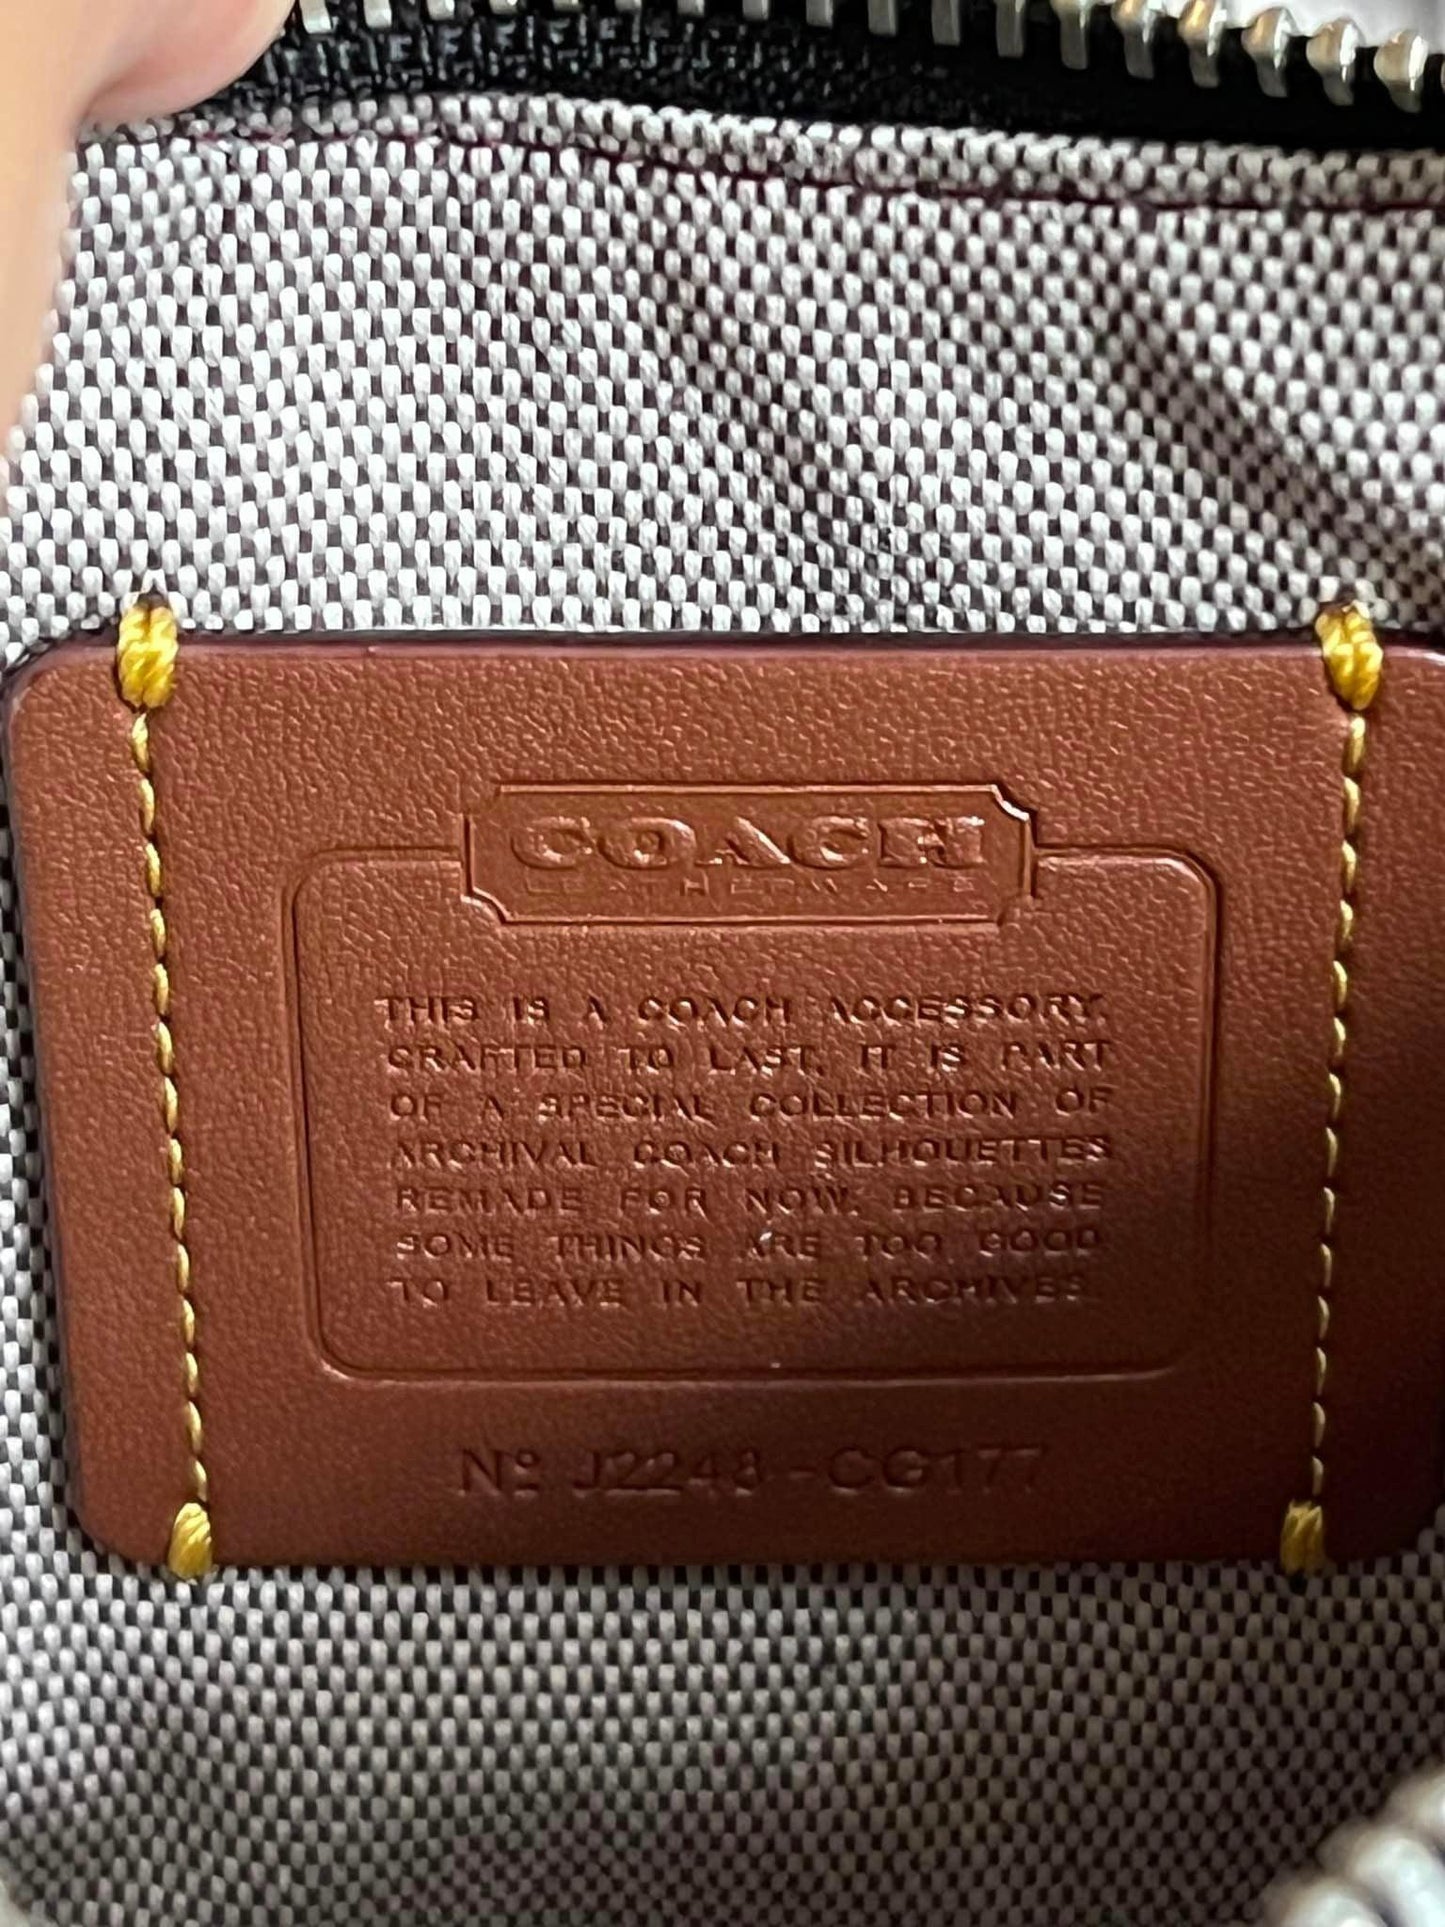 COACH
LEATHERWARE
THIS IS A COACH ACCESSORY,
CRAFTED TO LAST. IT IS PART
OF A SPECIAL COLLECTION OF
ARCHIVAL COACH SILHOUETTES
REMADE FOR NOW. BECAUSE
SOME THINGS ARE TOO GOOD
TO LEAVE IN THE ARCHIVES.
Nº J2248-CG177